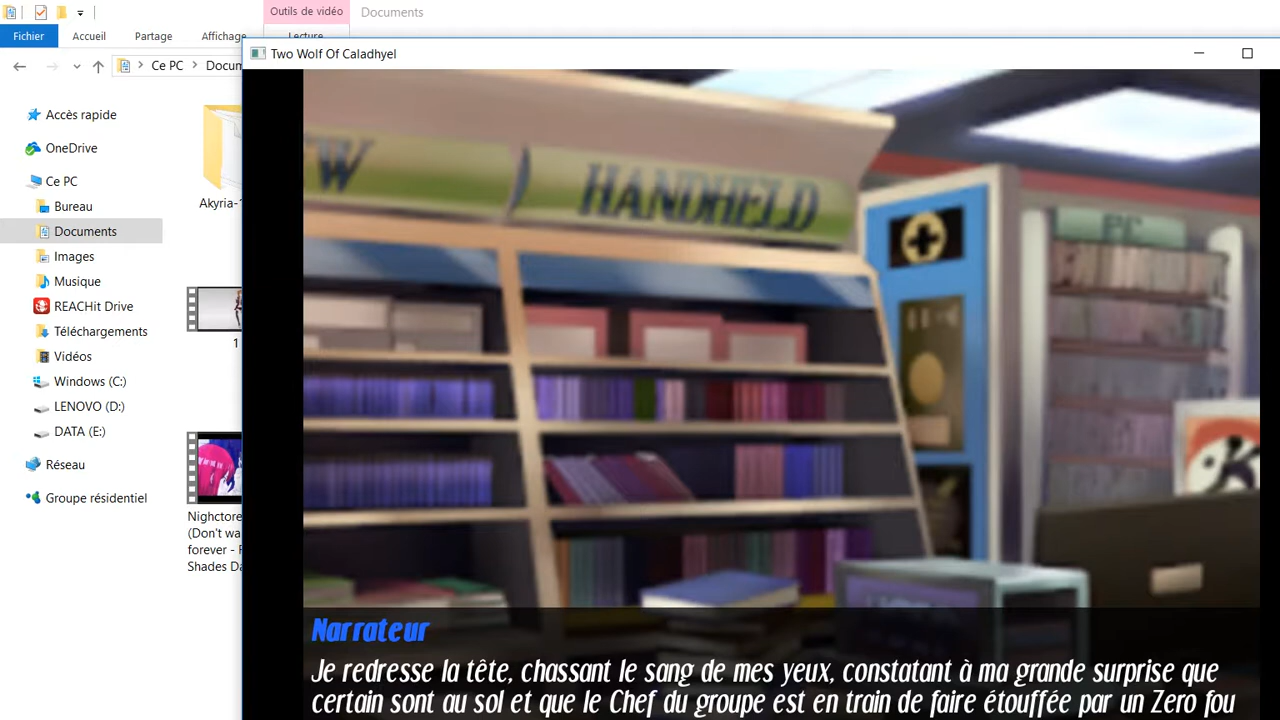 Outils de vidéo
Documents
Fichier
Accueil
Partage
Affichage
Lecture
Two Wolf Of Caladhyel
Ce PC
Accès rapide
OneDrive
Ce PC
Bureau
Documents
Images
Musique
REACHit Drive
Téléchargements
Vidéos
Windows (C:)
LENOVO (D:)
DATA (E:)
Réseau
Groupe résidentiel
1
Nighctore
(Don't wa
forever - F
Shades Da
W
HANDHELD
PC
Narrateur
Je redresse la tête, chassant le sang de mes yeux, constatant à ma grande surprise que
certain sont au sol et que le Chef du groupe est en train de faire étouffée par un Zero fou